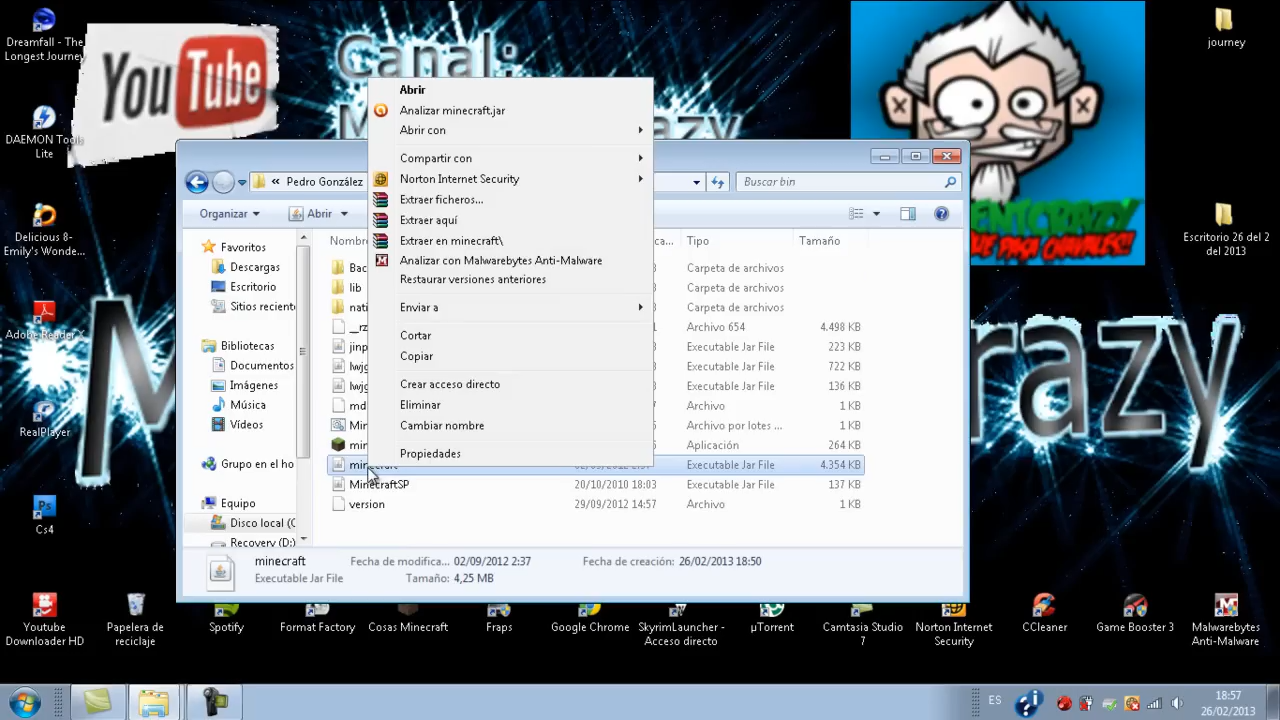 Dreamfall - The
Longest Journey
You Tube
Canal:
journey
DAEMON Tools
Lite
Escritorio 26 del 2
del 2013
Delicious 8-
Emily's Wonde...
RealPlayer
Cs4
« Pedro González
Buscar bin
Organizar
Abrir
Tipo
Tamaño
Favoritos
Descargas
Escritorio
Sitios reciente
Bibliotecas
Documentos
Imágenes
Música
Vídeos
Grupo en el ho
Equipo
Disco local (C
Recovery (D:)
Carpeta de archivos
lib
Carpeta de archivos
Carpeta de archivos
Archivo 654 4.498 KB
Executable Jar File 223 KB
Executable Jar File 722 KB
Executable Jar File 136 KB
Archivo 1 KB
Archivo por lotes ... 1 KB
Aplicación 264 KB
minecraft 02/09/2012 2:37 Executable Jar File 4.354 KB
MinecraftSP 20/10/2010 18:03 Executable Jar File 137 KB
version 29/09/2012 14:57 Archivo 1 KB
Abrir
Analizar minecraft.jar
Abrir con
Compartir con
Norton Internet Security
Extraer ficheros...
Extraer aquí
Extraer en minecraft\
Analizar con Malwarebytes Anti-Malware
Restaurar versiones anteriores
Enviar a
Cortar
Copiar
Crear acceso directo
Eliminar
Cambiar nombre
Propiedades
minecraft Fecha de modifica... 02/09/2012 2:37 Fecha de creación: 26/02/2013 18:50
Executable Jar File Tamaño: 4,25 MB
Youtube
Downloader HD
Papelera de
reciclaje
Spotify
Format Factory
Cosas Minecraft
Fraps
Google Chrome
SkyrimLauncher -
Acceso directo
µTorrent
Camtasia Studio
7
Norton Internet
Security
CCleaner
Game Booster 3
Malwarebytes
Anti-Malware
ES
18:57
26/02/2013